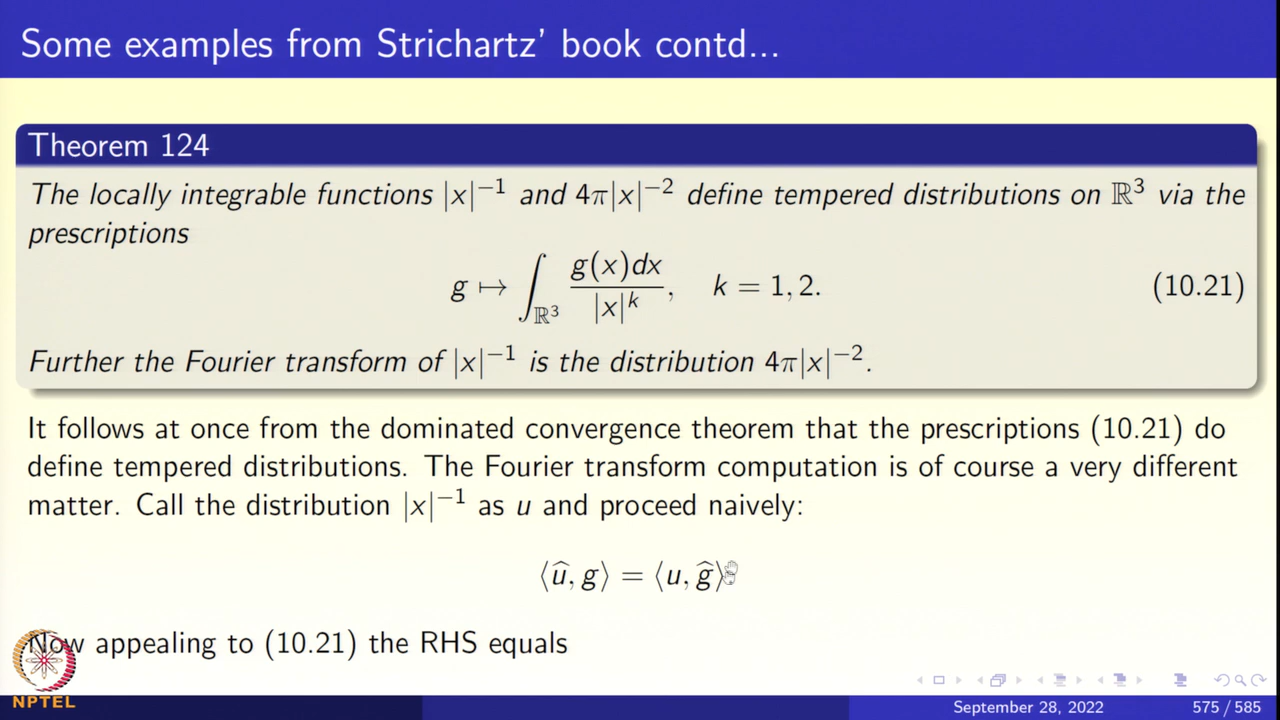 Some examples from Strichartz' book contd...
Theorem 124
The locally integrable functions |x|⁻¹ and 4π|x|⁻² define tempered distributions on ℝ³ via the
prescriptions
g ↦ ∫_{ℝ³} g(x)dx / |x|ᵏ, k = 1, 2. (10.21)
Further the Fourier transform of |x|⁻¹ is the distribution 4π|x|⁻².
It follows at once from the dominated convergence theorem that the prescriptions (10.21) do
define tempered distributions. The Fourier transform computation is of course a very different
matter. Call the distribution |x|⁻¹ as u and proceed naively:
⟨û, g⟩ = ⟨u, ĝ⟩
Now appealing to (10.21) the RHS equals
NPTEL
September 28, 2022 575 / 585